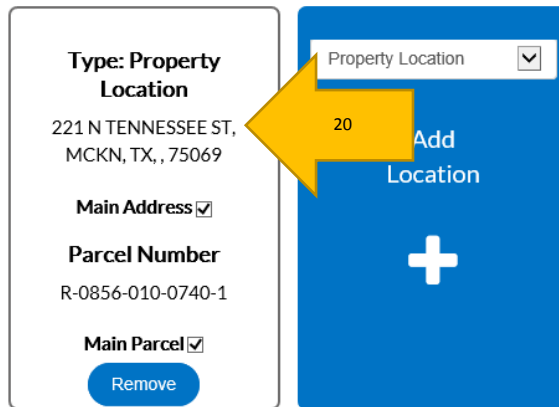 Type: Property
Location
221 N TENNESSEE ST,
MCKN, TX, , 75069
Main Address
Parcel Number
R-0856-010-0740-1
Main Parcel
Remove
20
Property Location
Add
Location